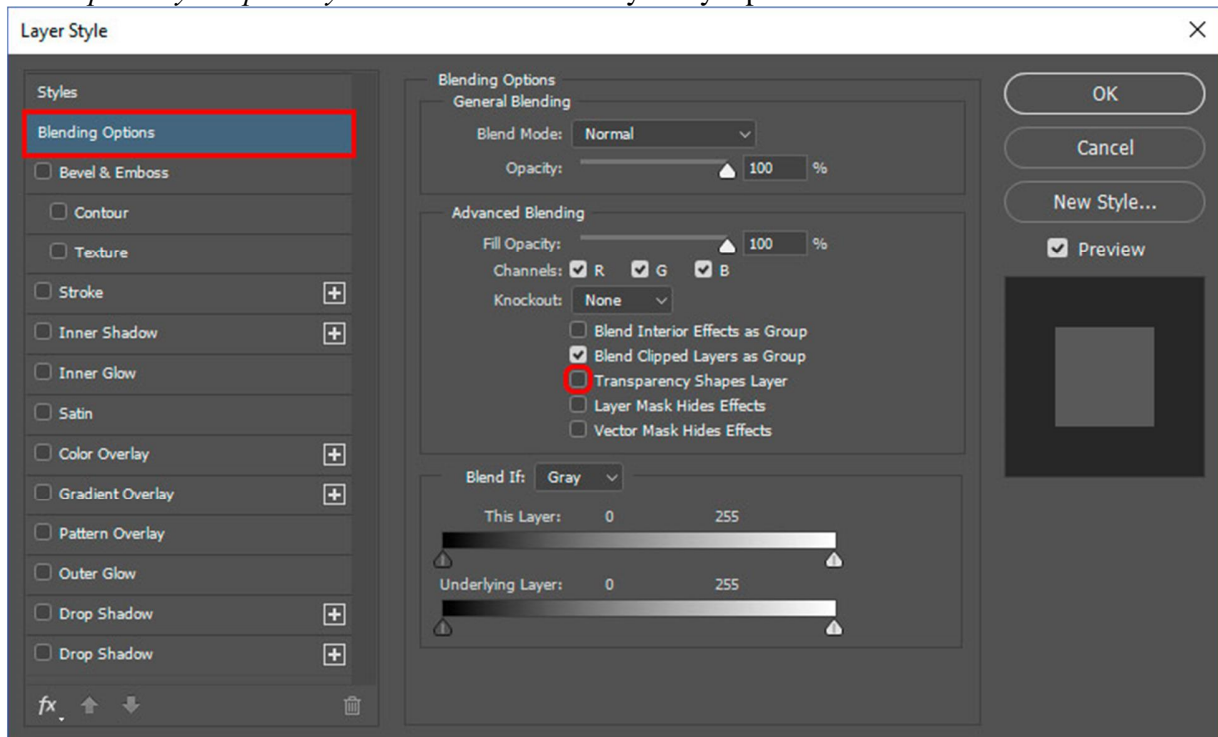 Layer Style
Styles
Blending Options
Bevel & Emboss
Contour
Texture
Stroke
Inner Shadow
Inner Glow
Satin
Color Overlay
Gradient Overlay
Pattern Overlay
Outer Glow
Drop Shadow
Drop Shadow
fx
Blending Options
General Blending
Blend Mode: Normal
Opacity: 100 %
Advanced Blending
Fill Opacity: 100 %
Channels: R G B
Knockout: None
Blend Interior Effects as Group
Blend Clipped Layers as Group
Transparency Shapes Layer
Layer Mask Hides Effects
Vector Mask Hides Effects
Blend If: Gray
This Layer: 0 255
Underlying Layer: 0 255
OK
Cancel
New Style...
Preview